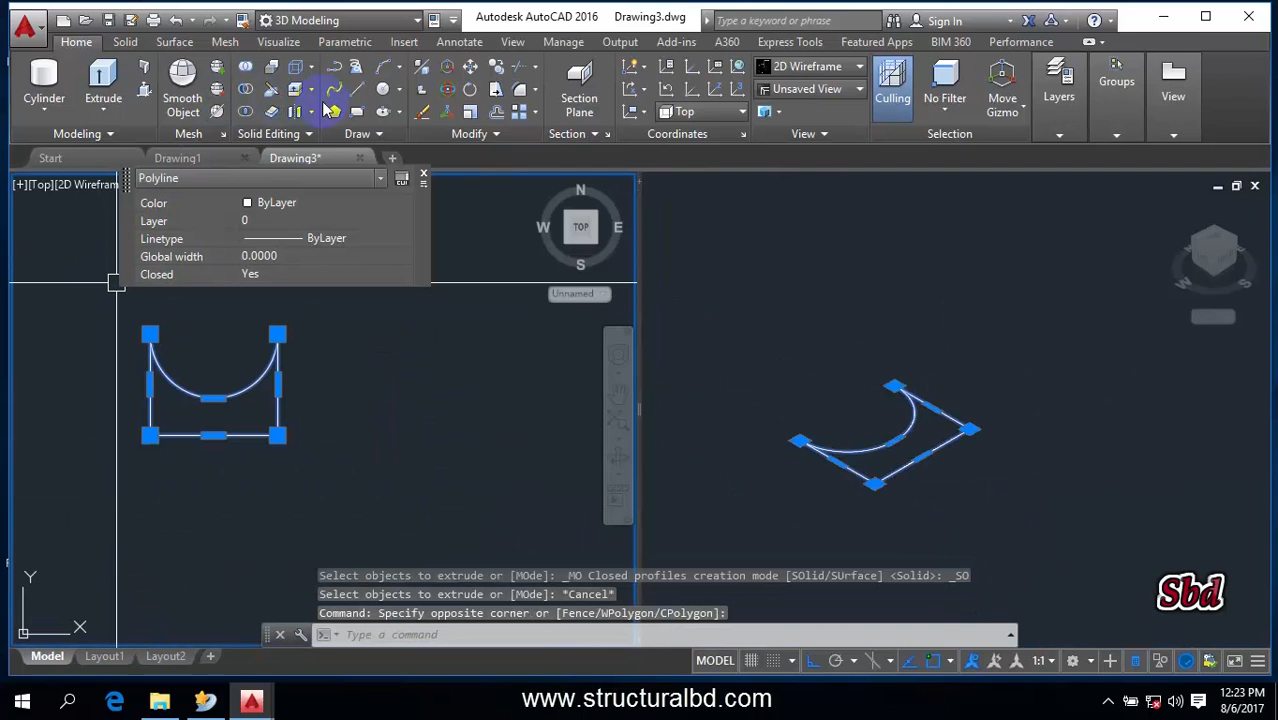 3D Modeling
Autodesk AutoCAD 2016 Drawing3.dwg
Type a keyword or phrase
Sign In
Home Solid Surface Mesh Visualize Parametric Insert Annotate View Manage Output Add-ins A360 Express Tools Featured Apps BIM 360 Performance
Cylinder
Extrude
Smooth
Object
Section
Plane
Top
2D Wireframe
Unsaved View
Culling
No Filter
Move
Gizmo
Layers
Groups
View
Modeling Mesh Solid Editing Draw Modify Section Coordinates View Selection
Start Drawing1 Drawing3*
[+][Top][2D Wirefram
Polyline
Color ByLayer
Layer 0
Linetype ByLayer
Global width 0.0000
Closed Yes
N
W TOP E
S
Unnamed
W S
Y
X
Select objects to extrude or [MOde]: _MO Closed profiles creation mode [SOlid/SUrface] <Solid>: _SO
Select objects to extrude or [MOde]: *Cancel*
Command: Specify opposite corner or [Fence/WPolygon/CPolygon]:
Type a command
Sbd
Model Layout1 Layout2
MODEL
1:1
www.structuralbd.com
12:23 PM
8/6/2017